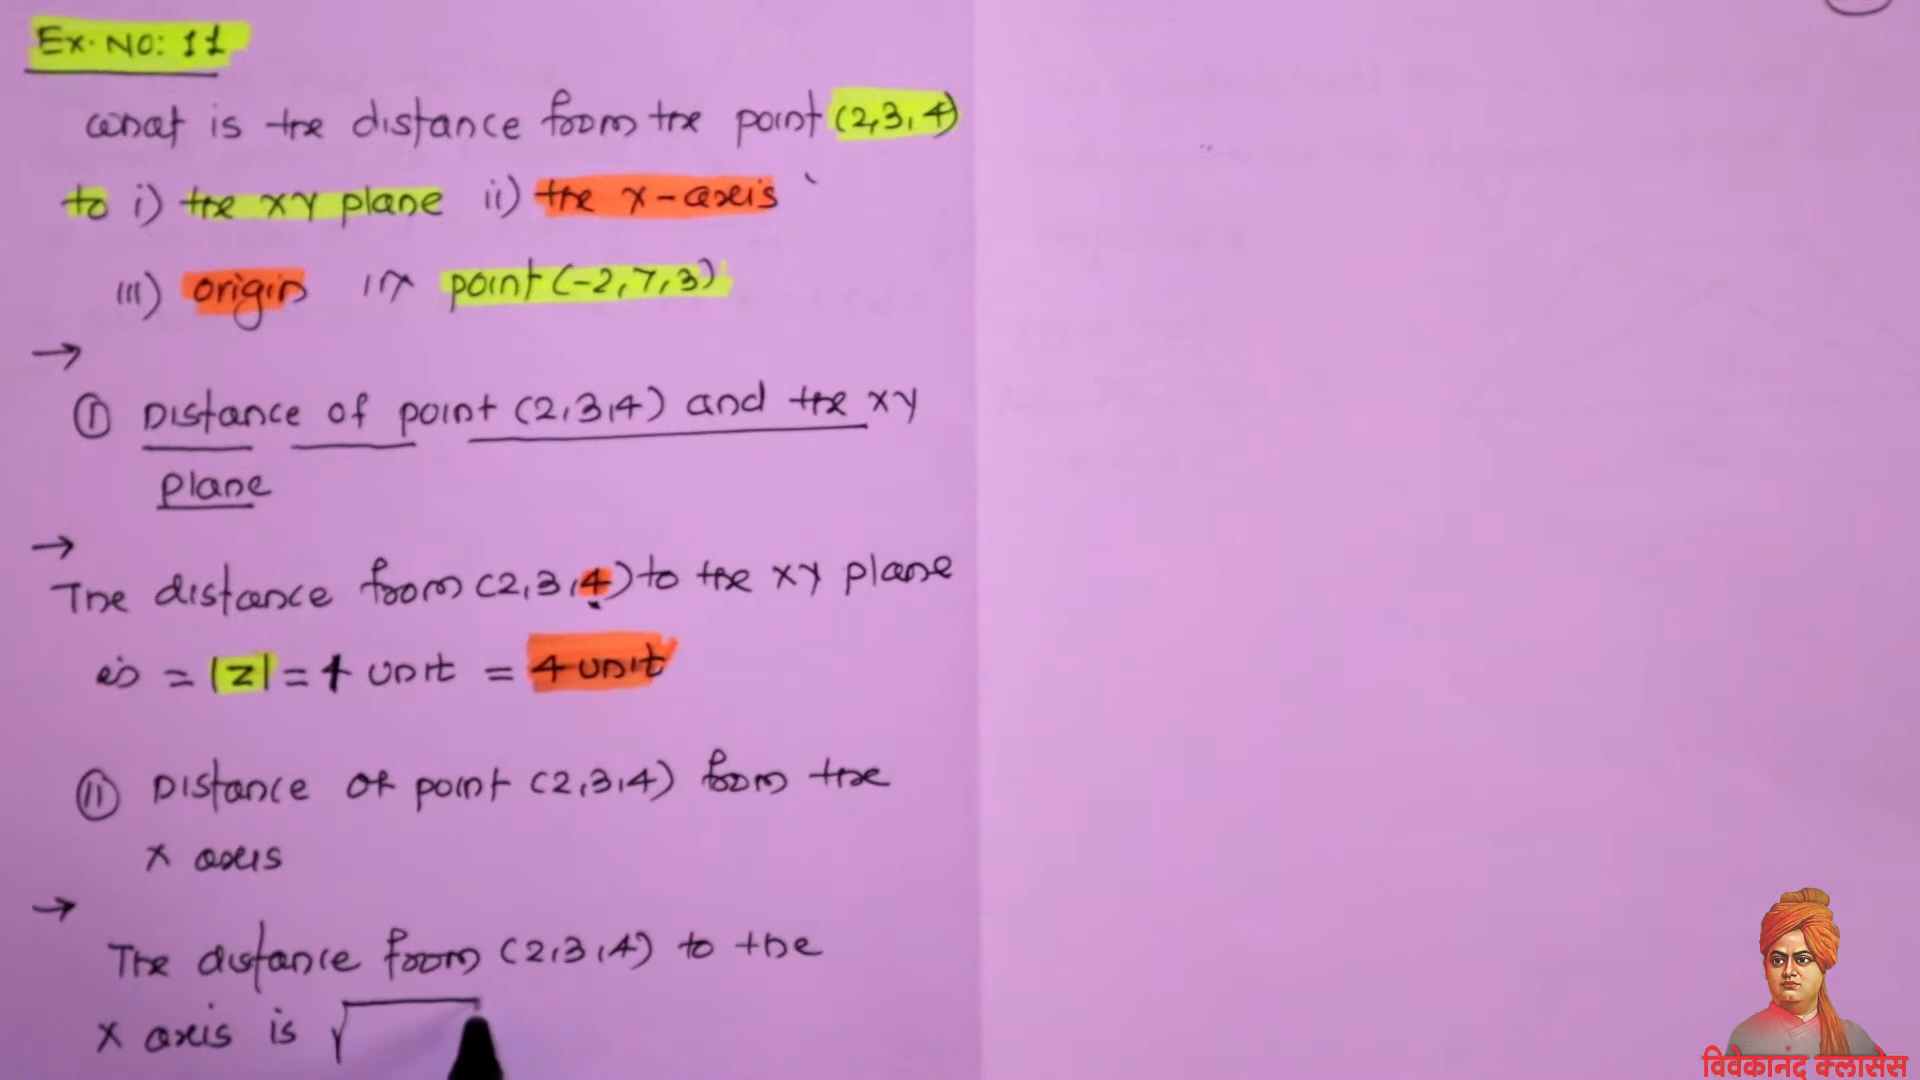 Ex. NO: 11
what is the distance from the point (2,3,4)
to i) the XY plane ii) the x-axis
iii) origin iv) point (-2,7,3)
→
① Distance of point (2,3,4) and the xy
plane
→
The distance from (2,3,4) to the XY plane
is = |z| = 4 unit = 4 unit
⑪ Distance of point (2,3,4) from the
x axis
→
The distance from (2,3,4) to the
x axis is √
विवेकानंद क्लासेस